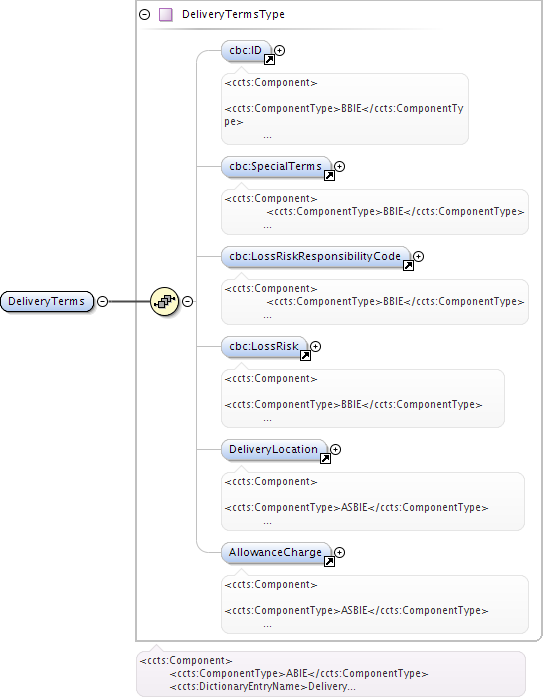 DeliveryTermsType
cbc:ID
<ccts:Component>
<ccts:ComponentType>BBIE</ccts:ComponentTy
pe>
...
cbc:SpecialTerms
<ccts:Component>
<ccts:ComponentType>BBIE</ccts:ComponentType>
...
cbc:LossRiskResponsibilityCode
<ccts:Component>
<ccts:ComponentType>BBIE</ccts:ComponentType>
...
DeliveryTerms
cbc:LossRisk
<ccts:Component>
<ccts:ComponentType>BBIE</ccts:ComponentType>
...
DeliveryLocation
<ccts:Component>
<ccts:ComponentType>ASBIE</ccts:ComponentType>
...
AllowanceCharge
<ccts:Component>
<ccts:ComponentType>ASBIE</ccts:ComponentType>
...
<ccts:Component>
<ccts:ComponentType>ABIE</ccts:ComponentType>
<ccts:DictionaryEntryName>Delivery...